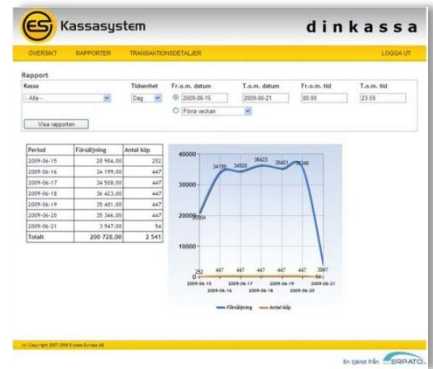 ES Kassasystem
dinkassa
ÖVERSIKT RAPPORTER TRANSAKTIONSDETALJER LOGGA UT
Rapport
Kassa Tidsenhet Fr.o.m. datum T.o.m. datum Fr.o.m. tid T.o.m. tid
- Alla - Dag 2009-06-15 2009-06-21 00:00 23:59
Förra veckan
Visa rapporten
Period Försäljning Antal köp
2009-06-15 20 904,00 252
2009-06-16 34 199,00 447
2009-06-17 34 508,00 447
2009-06-18 36 423,00 447
2009-06-19 35 401,00 447
2009-06-20 35 346,00 447
2009-06-21 3 947,00 54
Totalt 200 728,00 2 541
40000
34199 34508 36423 35401 35346
20000
20904
10000
252 447 447 447 447 447 3947
54
0
2009-06-15 2009-06-17 2009-06-19 2009-06-21
2009-06-16 2009-06-18 2009-06-20
Försäljning Antal köp
En tjänst från ERPATO